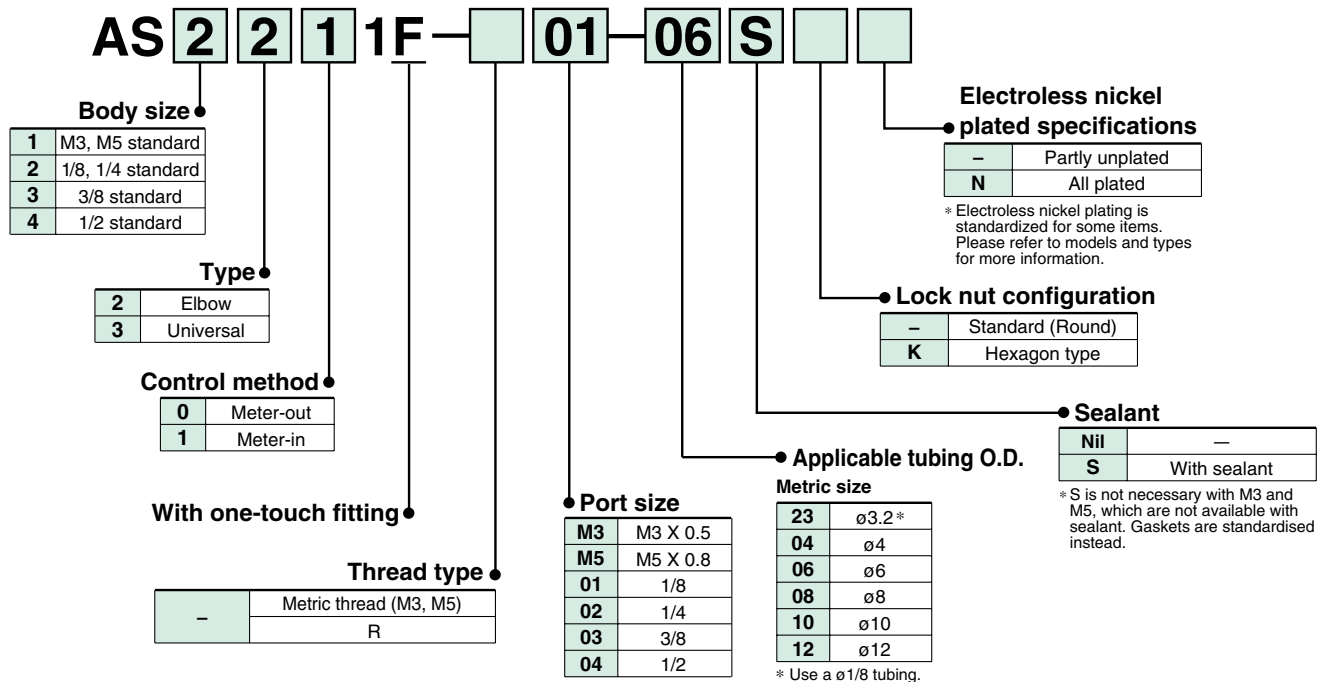 AS 2 2 1 1F — 01 — 06 S
Body size
1 M3, M5 standard
2 1/8, 1/4 standard
3 3/8 standard
4 1/2 standard
Type
2 Elbow
3 Universal
Control method
0 Meter-out
1 Meter-in
With one-touch fitting
Thread type
– Metric thread (M3, M5)
R
Port size
M3 M3 X 0.5
M5 M5 X 0.8
01 1/8
02 1/4
03 3/8
04 1/2
Applicable tubing O.D.
Metric size
23 ø3.2*
04 ø4
06 ø6
08 ø8
10 ø10
12 ø12
* Use a ø1/8 tubing.
Sealant
Nil —
S With sealant
* S is not necessary with M3 and
M5, which are not available with
sealant. Gaskets are standardised
instead.
Lock nut configuration
– Standard (Round)
K Hexagon type
Electroless nickel
plated specifications
– Partly unplated
N All plated
* Electroless nickel plating is
standardized for some items.
Please refer to models and types
for more information.